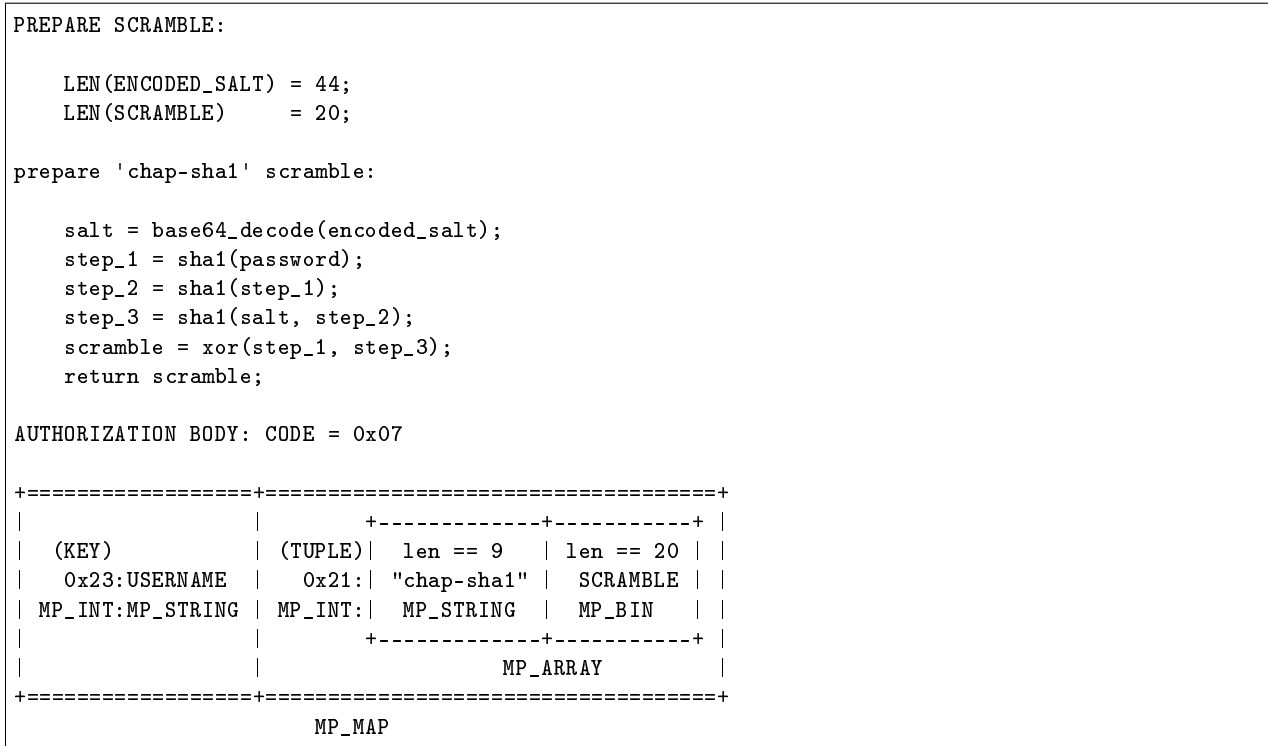 PREPARE SCRAMBLE:

    LEN(ENCODED_SALT) = 44;
    LEN(SCRAMBLE)     = 20;

prepare 'chap-sha1' scramble:

    salt = base64_decode(encoded_salt);
    step_1 = sha1(password);
    step_2 = sha1(step_1);
    step_3 = sha1(salt, step_2);
    scramble = xor(step_1, step_3);
    return scramble;

AUTHORIZATION BODY: CODE = 0x07

+==================+====================================+
|                  |        +-------------+-----------+ |
|  (KEY)           | (TUPLE)|  len == 9   | len == 20 | |
|   0x23:USERNAME  |   0x21:| "chap-sha1" |  SCRAMBLE | |
| MP_INT:MP_STRING | MP_INT:|  MP_STRING  |  MP_BIN   | |
|                  |        +-------------+-----------+ |
|                  |                   MP_ARRAY         |
+==================+====================================+
                        MP_MAP